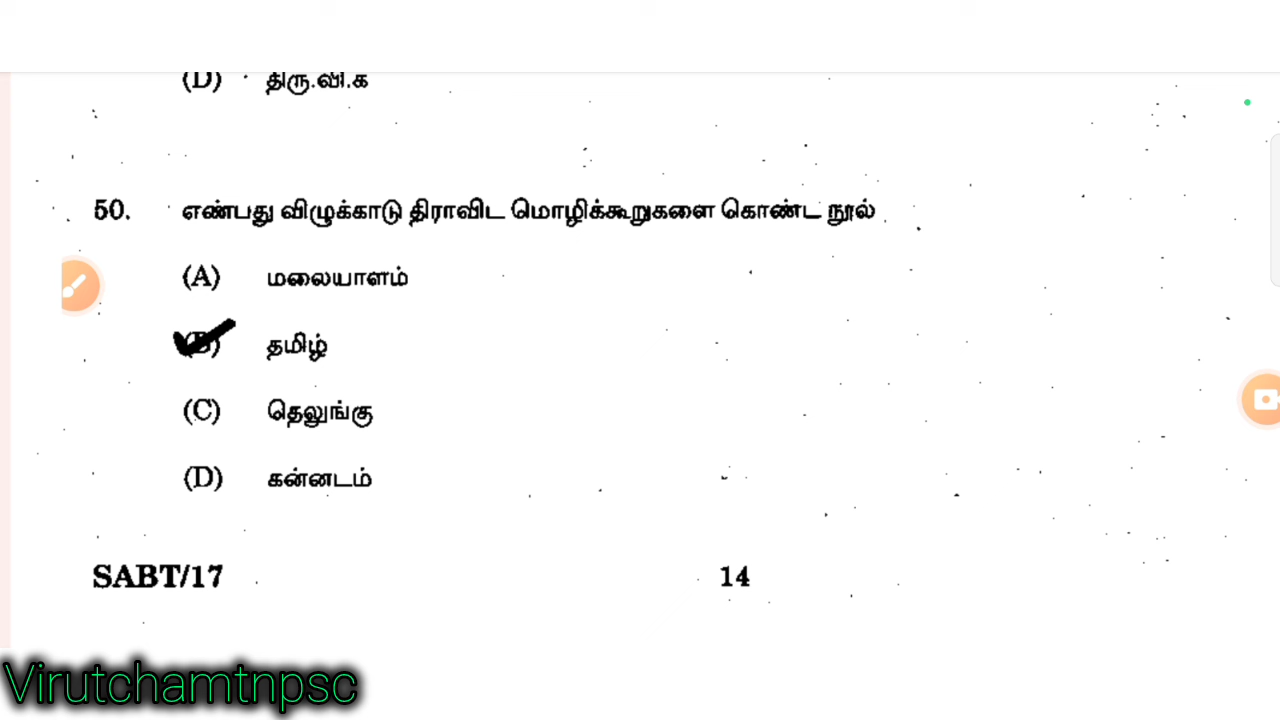 (D) திரு.வி.க
50. எண்பது விழுக்காடு திராவிட மொழிக்கூறுகளை கொண்ட நூல்
(A) மலையாளம்
(B) தமிழ்
(C) தெலுங்கு
(D) கன்னடம்
SABT/17 14
Virutchamtnpsc